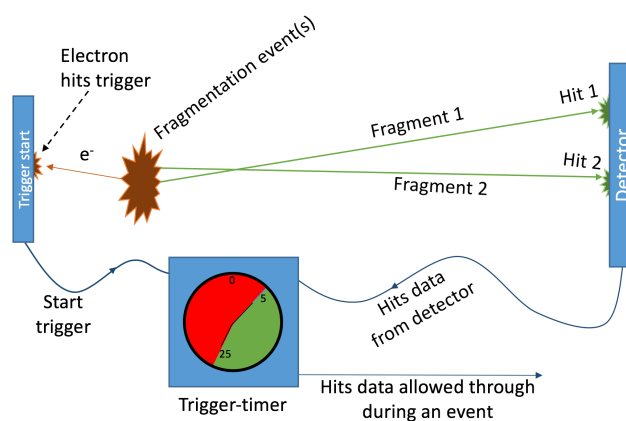 Electron
hits trigger
Fragmentation event(s)
Trigger start
e-
Fragment 1
Fragment 2
Hit 1
Hit 2
Detector
Start
trigger
0
5
25
Trigger-timer
Hits data
from detector
Hits data allowed through
during an event